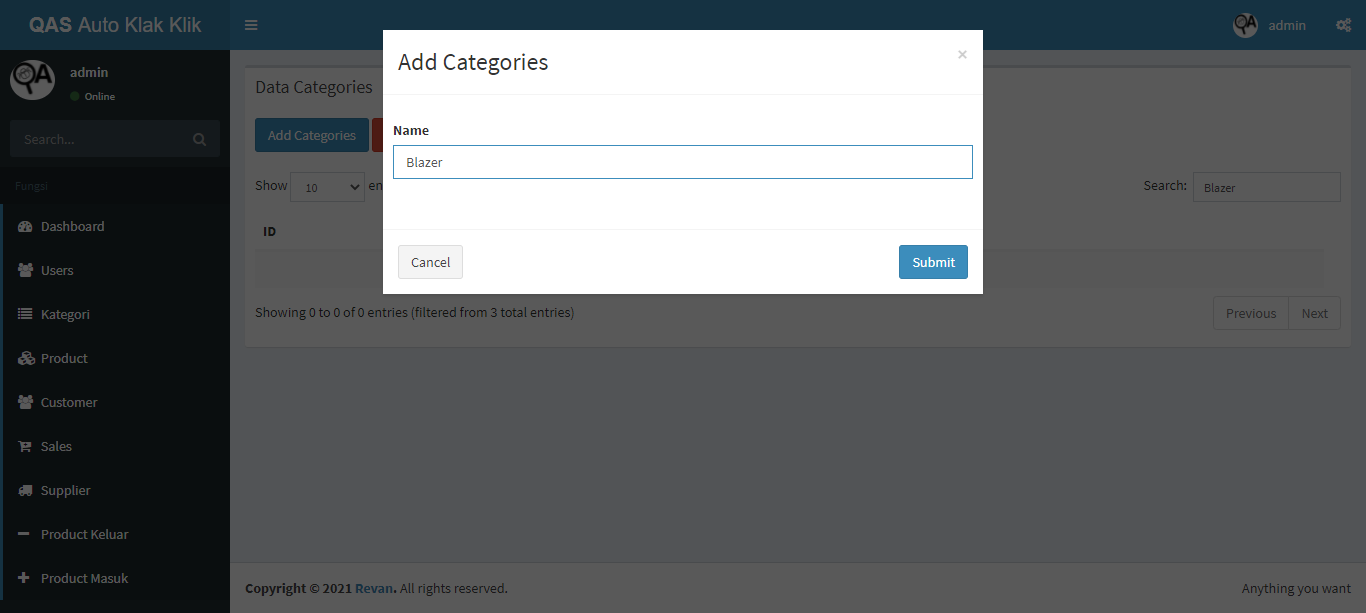 QAS Auto Klak Klik
admin
admin
Online
Search...
Fungsi
Dashboard
Users
Kategori
Product
Customer
Sales
Supplier
Product Keluar
Product Masuk
Data Categories
Add Categories
Show 10 en
Search: Blazer
ID
Showing 0 to 0 of 0 entries (filtered from 3 total entries)
Previous Next
Add Categories ×
Name
Blazer
Cancel Submit
Copyright © 2021 Revan. All rights reserved.
Anything you want